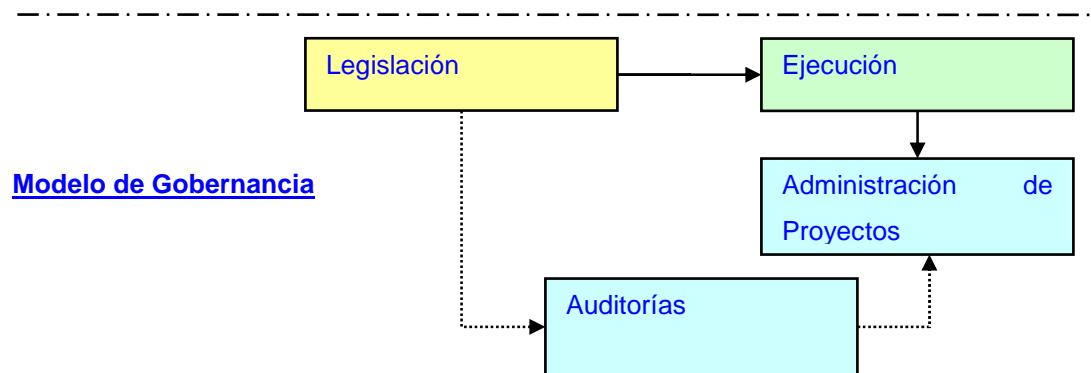 Legislación
Ejecución
Modelo de Gobernancia
Administración de
Proyectos
Auditorías